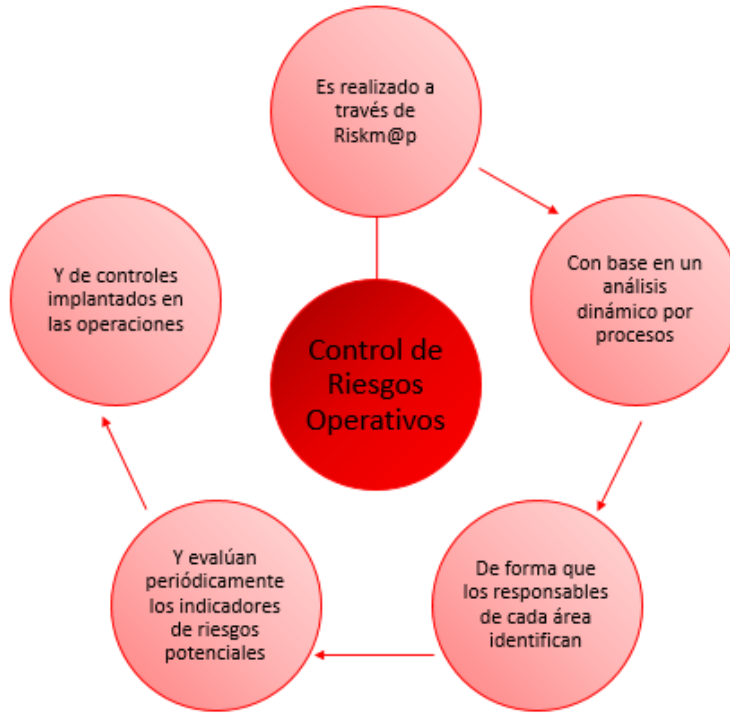 Es realizado a
través de
Riskm@p
Con base en un
análisis
dinámico por
procesos
De forma que
los responsables
de cada área
identifican
Y evalúan
periódicamente
los indicadores
de riesgos
potenciales
Y de controles
implantados en
las operaciones
Control de
Riesgos
Operativos